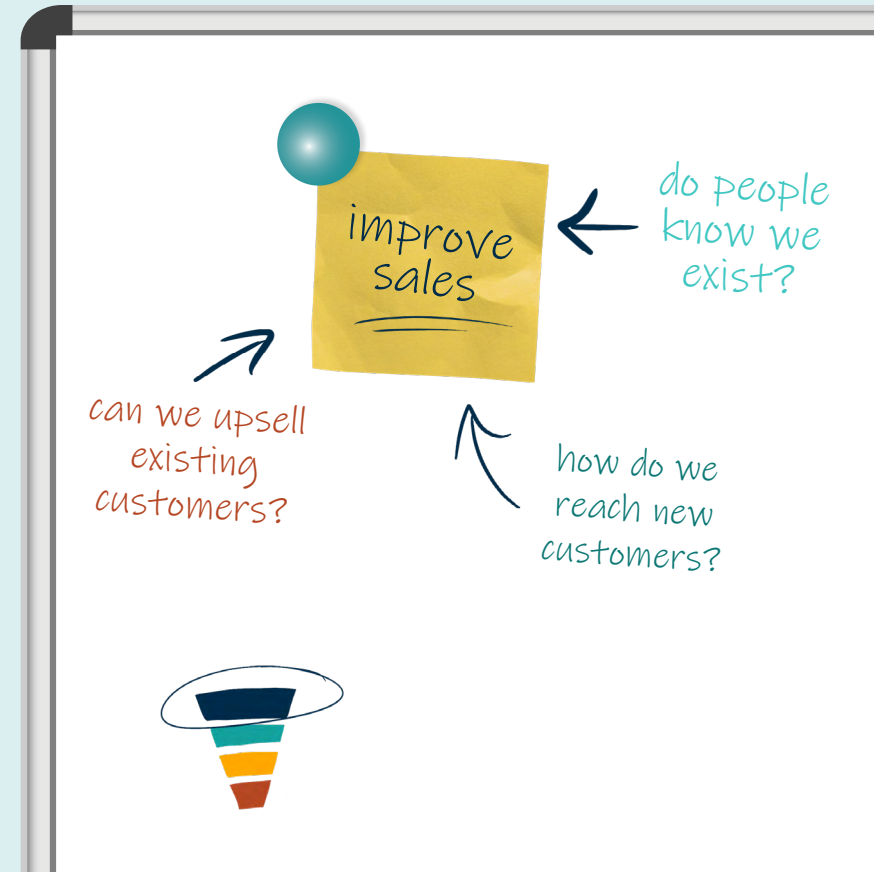 improve
sales
do people
know we
exist?
can we upsell
existing
customers?
how do we
reach new
customers?